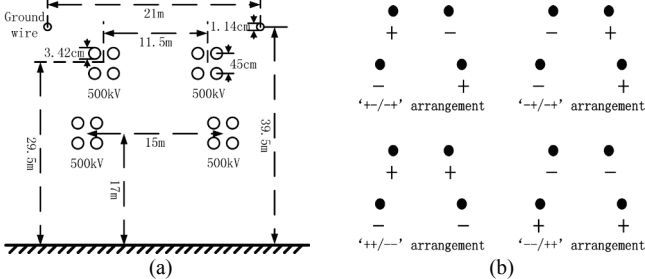 21m
Ground
wire
1.14cm
11.5m
3.42cm
45cm
500kV
500kV
29.5m
39.5m
15m
500kV
500kV
17m
(a)
+
−
−
+
−
+
−
+
‘+-/-+’ arrangement
‘-+/-+’ arrangement
+
+
−
−
−
−
+
+
‘++/--’ arrangement
‘--/++’ arrangement
(b)